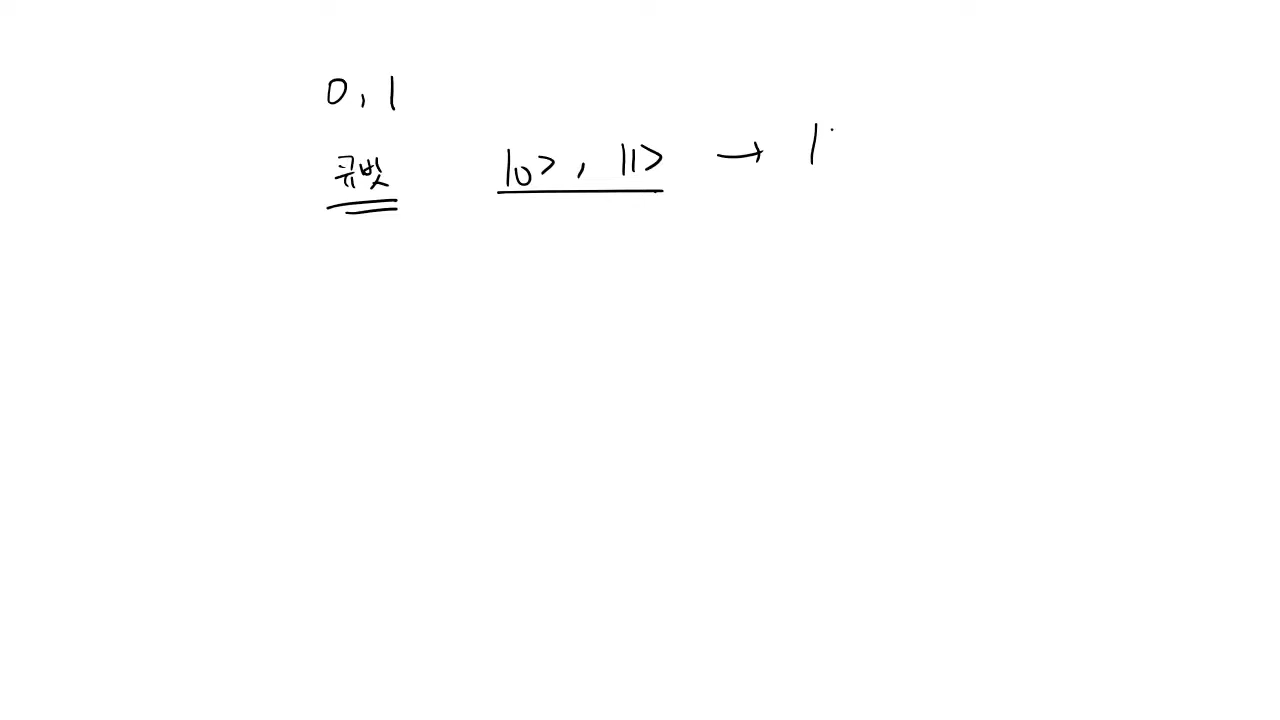 0, 1
큐빗 |0>, |1> → |